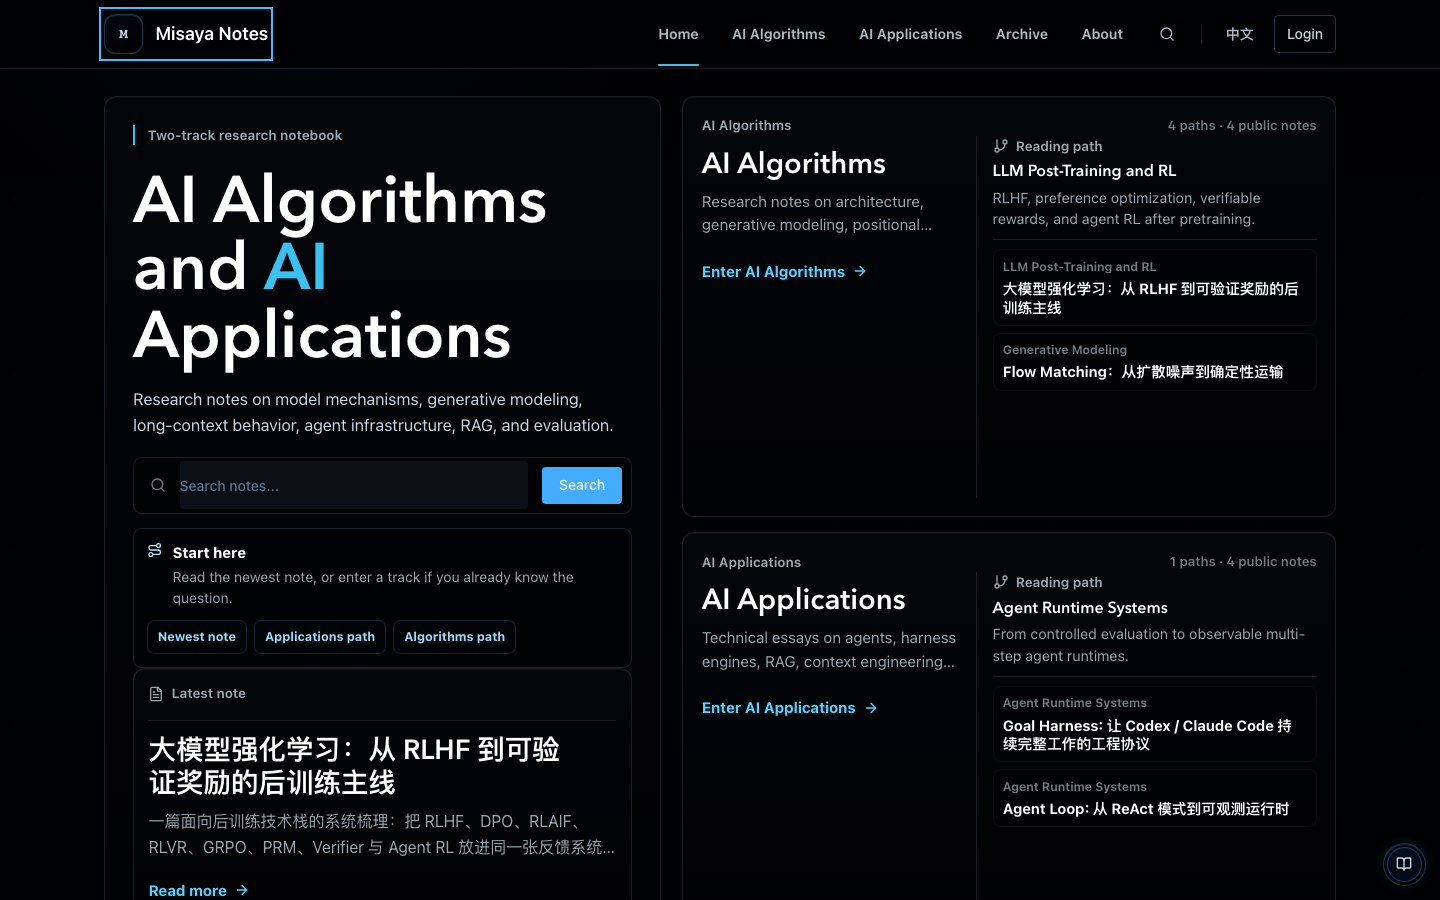 M
Misaya Notes
Home
AI Algorithms
AI Applications
Archive
About
中文
Login
Two-track research notebook
AI Algorithms
and AI
Applications
Research notes on model mechanisms, generative modeling,
long-context behavior, agent infrastructure, RAG, and evaluation.
Search notes...
Search
Start here
Read the newest note, or enter a track if you already know the
question.
Newest note
Applications path
Algorithms path
Latest note
大模型强化学习：从 RLHF 到可验
证奖励的后训练主线
一篇面向后训练技术栈的系统梳理：把 RLHF、DPO、RLAIF、
RLVR、GRPO、PRM、Verifier 与 Agent RL 放进同一张反馈系统...
Read more
AI Algorithms
4 paths · 4 public notes
AI Algorithms
Research notes on architecture,
generative modeling, positional...
Enter AI Algorithms
Reading path
LLM Post-Training and RL
RLHF, preference optimization, verifiable
rewards, and agent RL after pretraining.
LLM Post-Training and RL
大模型强化学习：从 RLHF 到可验证奖励的后
训练主线
Generative Modeling
Flow Matching：从扩散噪声到确定性运输
AI Applications
1 paths · 4 public notes
AI Applications
Technical essays on agents, harness
engines, RAG, context engineering...
Enter AI Applications
Reading path
Agent Runtime Systems
From controlled evaluation to observable multi-
step agent runtimes.
Agent Runtime Systems
Goal Harness: 让 Codex / Claude Code 持
续完整工作的工程协议
Agent Runtime Systems
Agent Loop: 从 ReAct 模式到可观测运行时